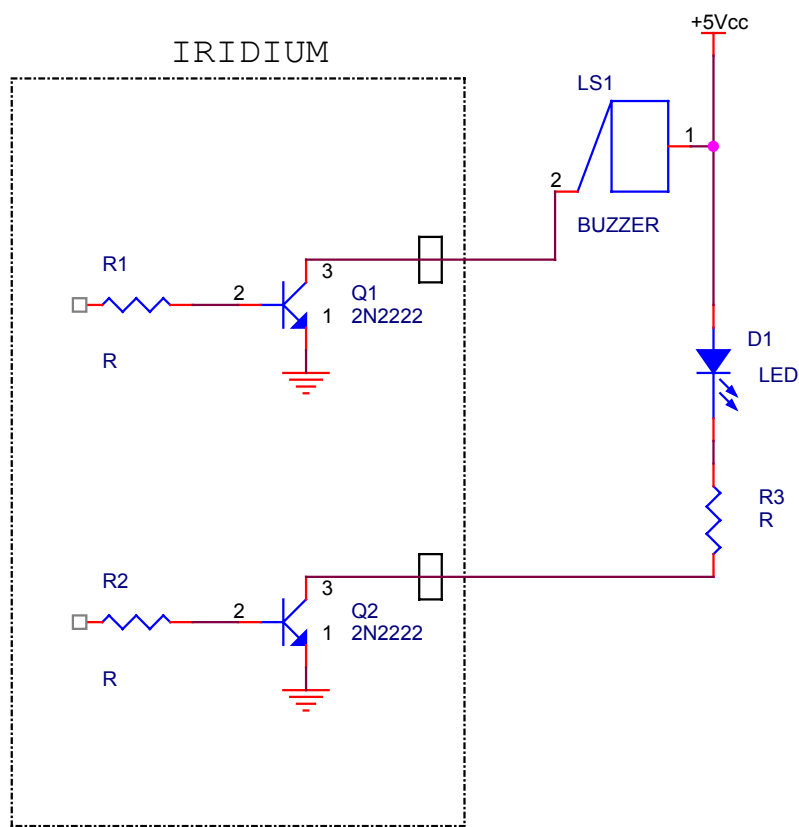 +5Vcc
IRIDIUM
LS1
1
2
BUZZER
R1
3
2
Q1
1
2N2222
R
D1
LED
R3
R
R2
3
2
Q2
1
2N2222
R